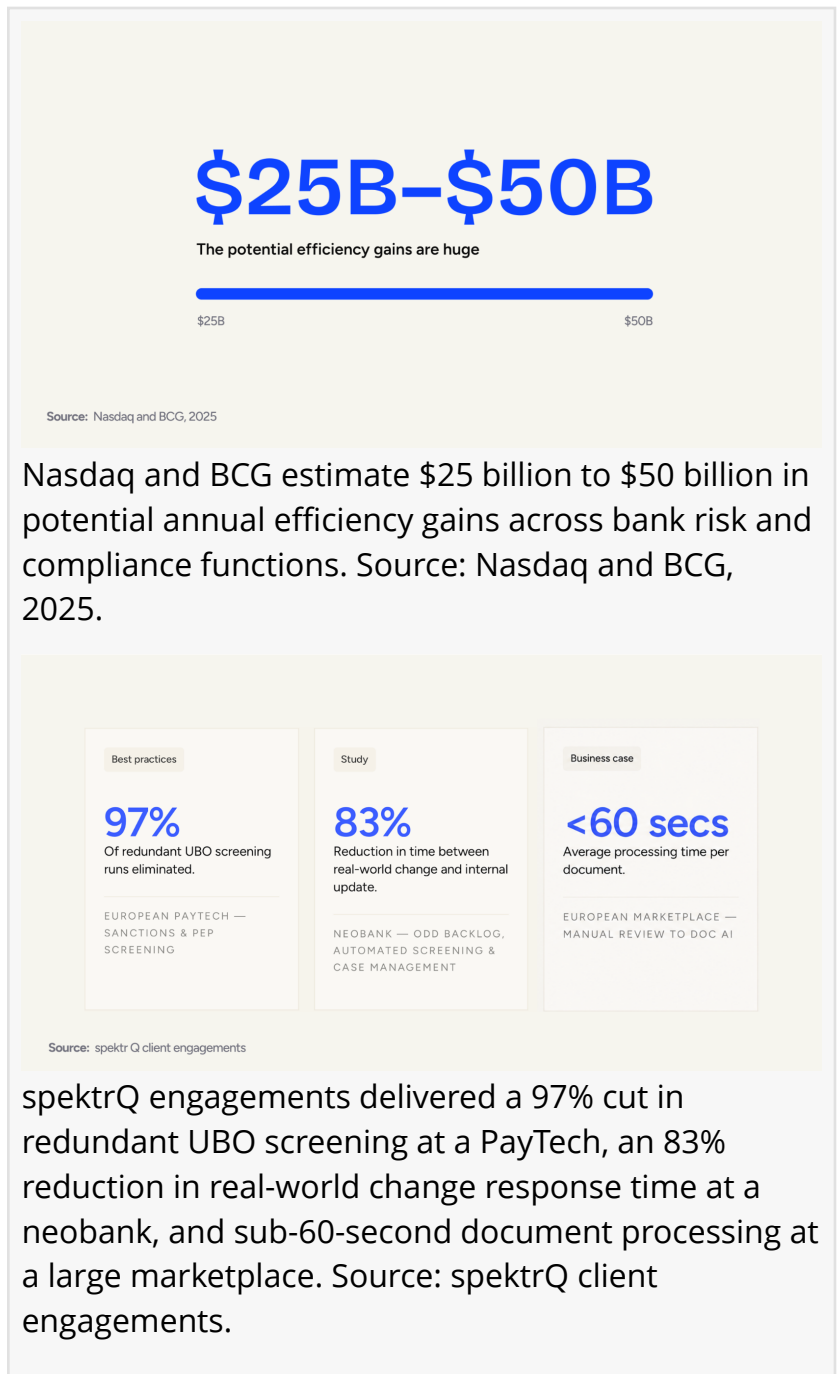 $25B–$50B
The potential efficiency gains are huge
$25B
$50B
Source: Nasdaq and BCG, 2025
Nasdaq and BCG estimate $25 billion to $50 billion in
potential annual efficiency gains across bank risk and
compliance functions. Source: Nasdaq and BCG,
2025.
Best practices
97%
Of redundant UBO screening
runs eliminated.
EUROPEAN PAYTECH —
SANCTIONS & PEP
SCREENING
Study
83%
Reduction in time between
real-world change and internal
update.
NEOBANK — ODD BACKLOG,
AUTOMATED SCREENING &
CASE MANAGEMENT
Business case
<60 secs
Average processing time per
document.
EUROPEAN MARKETPLACE —
MANUAL REVIEW TO DOC AI
Source: spektr Q client engagements
spektrQ engagements delivered a 97% cut in
redundant UBO screening at a PayTech, an 83%
reduction in real-world change response time at a
neobank, and sub-60-second document processing at
a large marketplace. Source: spektrQ client
engagements.